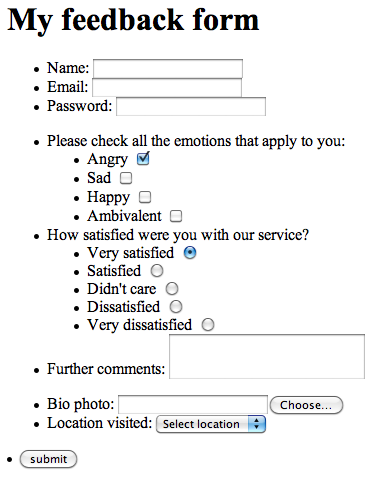 My feedback form
Name:
Email:
Password:
Please check all the emotions that apply to you:
Angry
Sad
Happy
Ambivalent
How satisfied were you with our service?
Very satisfied
Satisfied
Didn't care
Dissatisfied
Very dissatisfied
Further comments:
Bio photo: Choose...
Location visited: Select location
submit